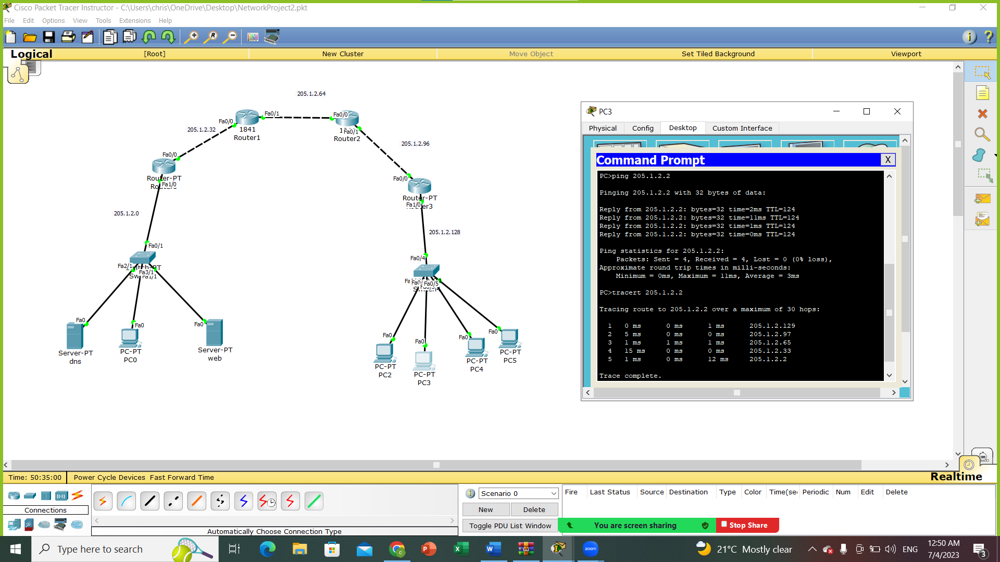 Cisco Packet Tracer Instructor - C:\Users\chris\OneDrive\Desktop\NetworkProject2.pkt
File Edit Options View Tools Extensions Help
Logical [Root] New Cluster Move Object Set Tiled Background Viewport
205.1.2.64
Fa0/1 Fa0/0
Fa0/0
205.1.2.32
1841
Router1
Fa0/1
Router2
205.1.2.96
Fa0/0
Router-PT
Fa1/0
Fa0/0
Router-PT
Fa1/0
205.1.2.0
205.1.2.128
Fa0/1
Fa2/1
Fa3/1
Fa1/1
Fa0/4
Fa0/5
Fa0
Fa0
Fa0
Server-PT
dns
PC-PT
PC0
Server-PT
web
Fa0
Fa0
Fa0
Fa0
PC-PT
PC2
PC-PT
PC3
PC-PT
PC4
PC-PT
PC5
PC3
Physical Config Desktop Custom Interface
Command Prompt X
PC>ping 205.1.2.2
Pinging 205.1.2.2 with 32 bytes of data:
Reply from 205.1.2.2: bytes=32 time=2ms TTL=124
Reply from 205.1.2.2: bytes=32 time=11ms TTL=124
Reply from 205.1.2.2: bytes=32 time=1ms TTL=124
Reply from 205.1.2.2: bytes=32 time=0ms TTL=124
Ping statistics for 205.1.2.2:
Packets: Sent = 4, Received = 4, Lost = 0 (0% loss),
Approximate round trip times in milli-seconds:
Minimum = 0ms, Maximum = 11ms, Average = 3ms
PC>tracert 205.1.2.2
Tracing route to 205.1.2.2 over a maximum of 30 hops:
1 0 ms 0 ms 1 ms 205.1.2.129
2 5 ms 0 ms 0 ms 205.1.2.97
3 1 ms 1 ms 1 ms 205.1.2.65
4 15 ms 0 ms 0 ms 205.1.2.33
5 1 ms 0 ms 12 ms 205.1.2.2
Trace complete.
Time: 50:35:00 Power Cycle Devices Fast Forward Time
Realtime
Connections
Automatically Choose Connection Type
Scenario 0
New Delete
Toggle PDU List Window
Fire Last Status Source Destination Type Color Time(sec Periodic Num Edit Delete
You are screen sharing Stop Share
Type here to search
zoom
21°C Mostly clear
ENG
12:50 AM
7/4/2023
3